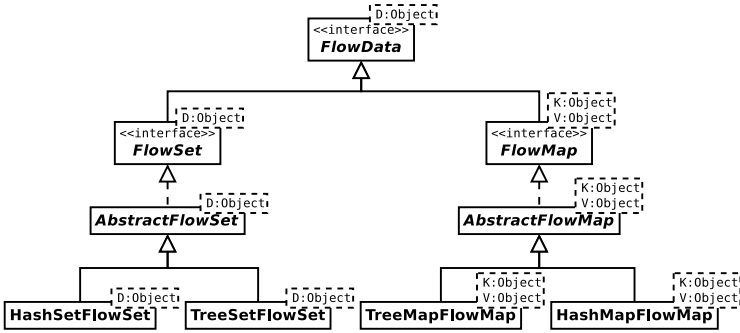 D:Object
<<interface>>
FlowData
D:Object
<<interface>>
FlowSet
K:Object
V:Object
<<interface>>
FlowMap
D:Object
AbstractFlowSet
K:Object
V:Object
AbstractFlowMap
D:Object
HashSetFlowSet
D:Object
TreeSetFlowSet
K:Object
V:Object
TreeMapFlowMap
K:Object
V:Object
HashMapFlowMap